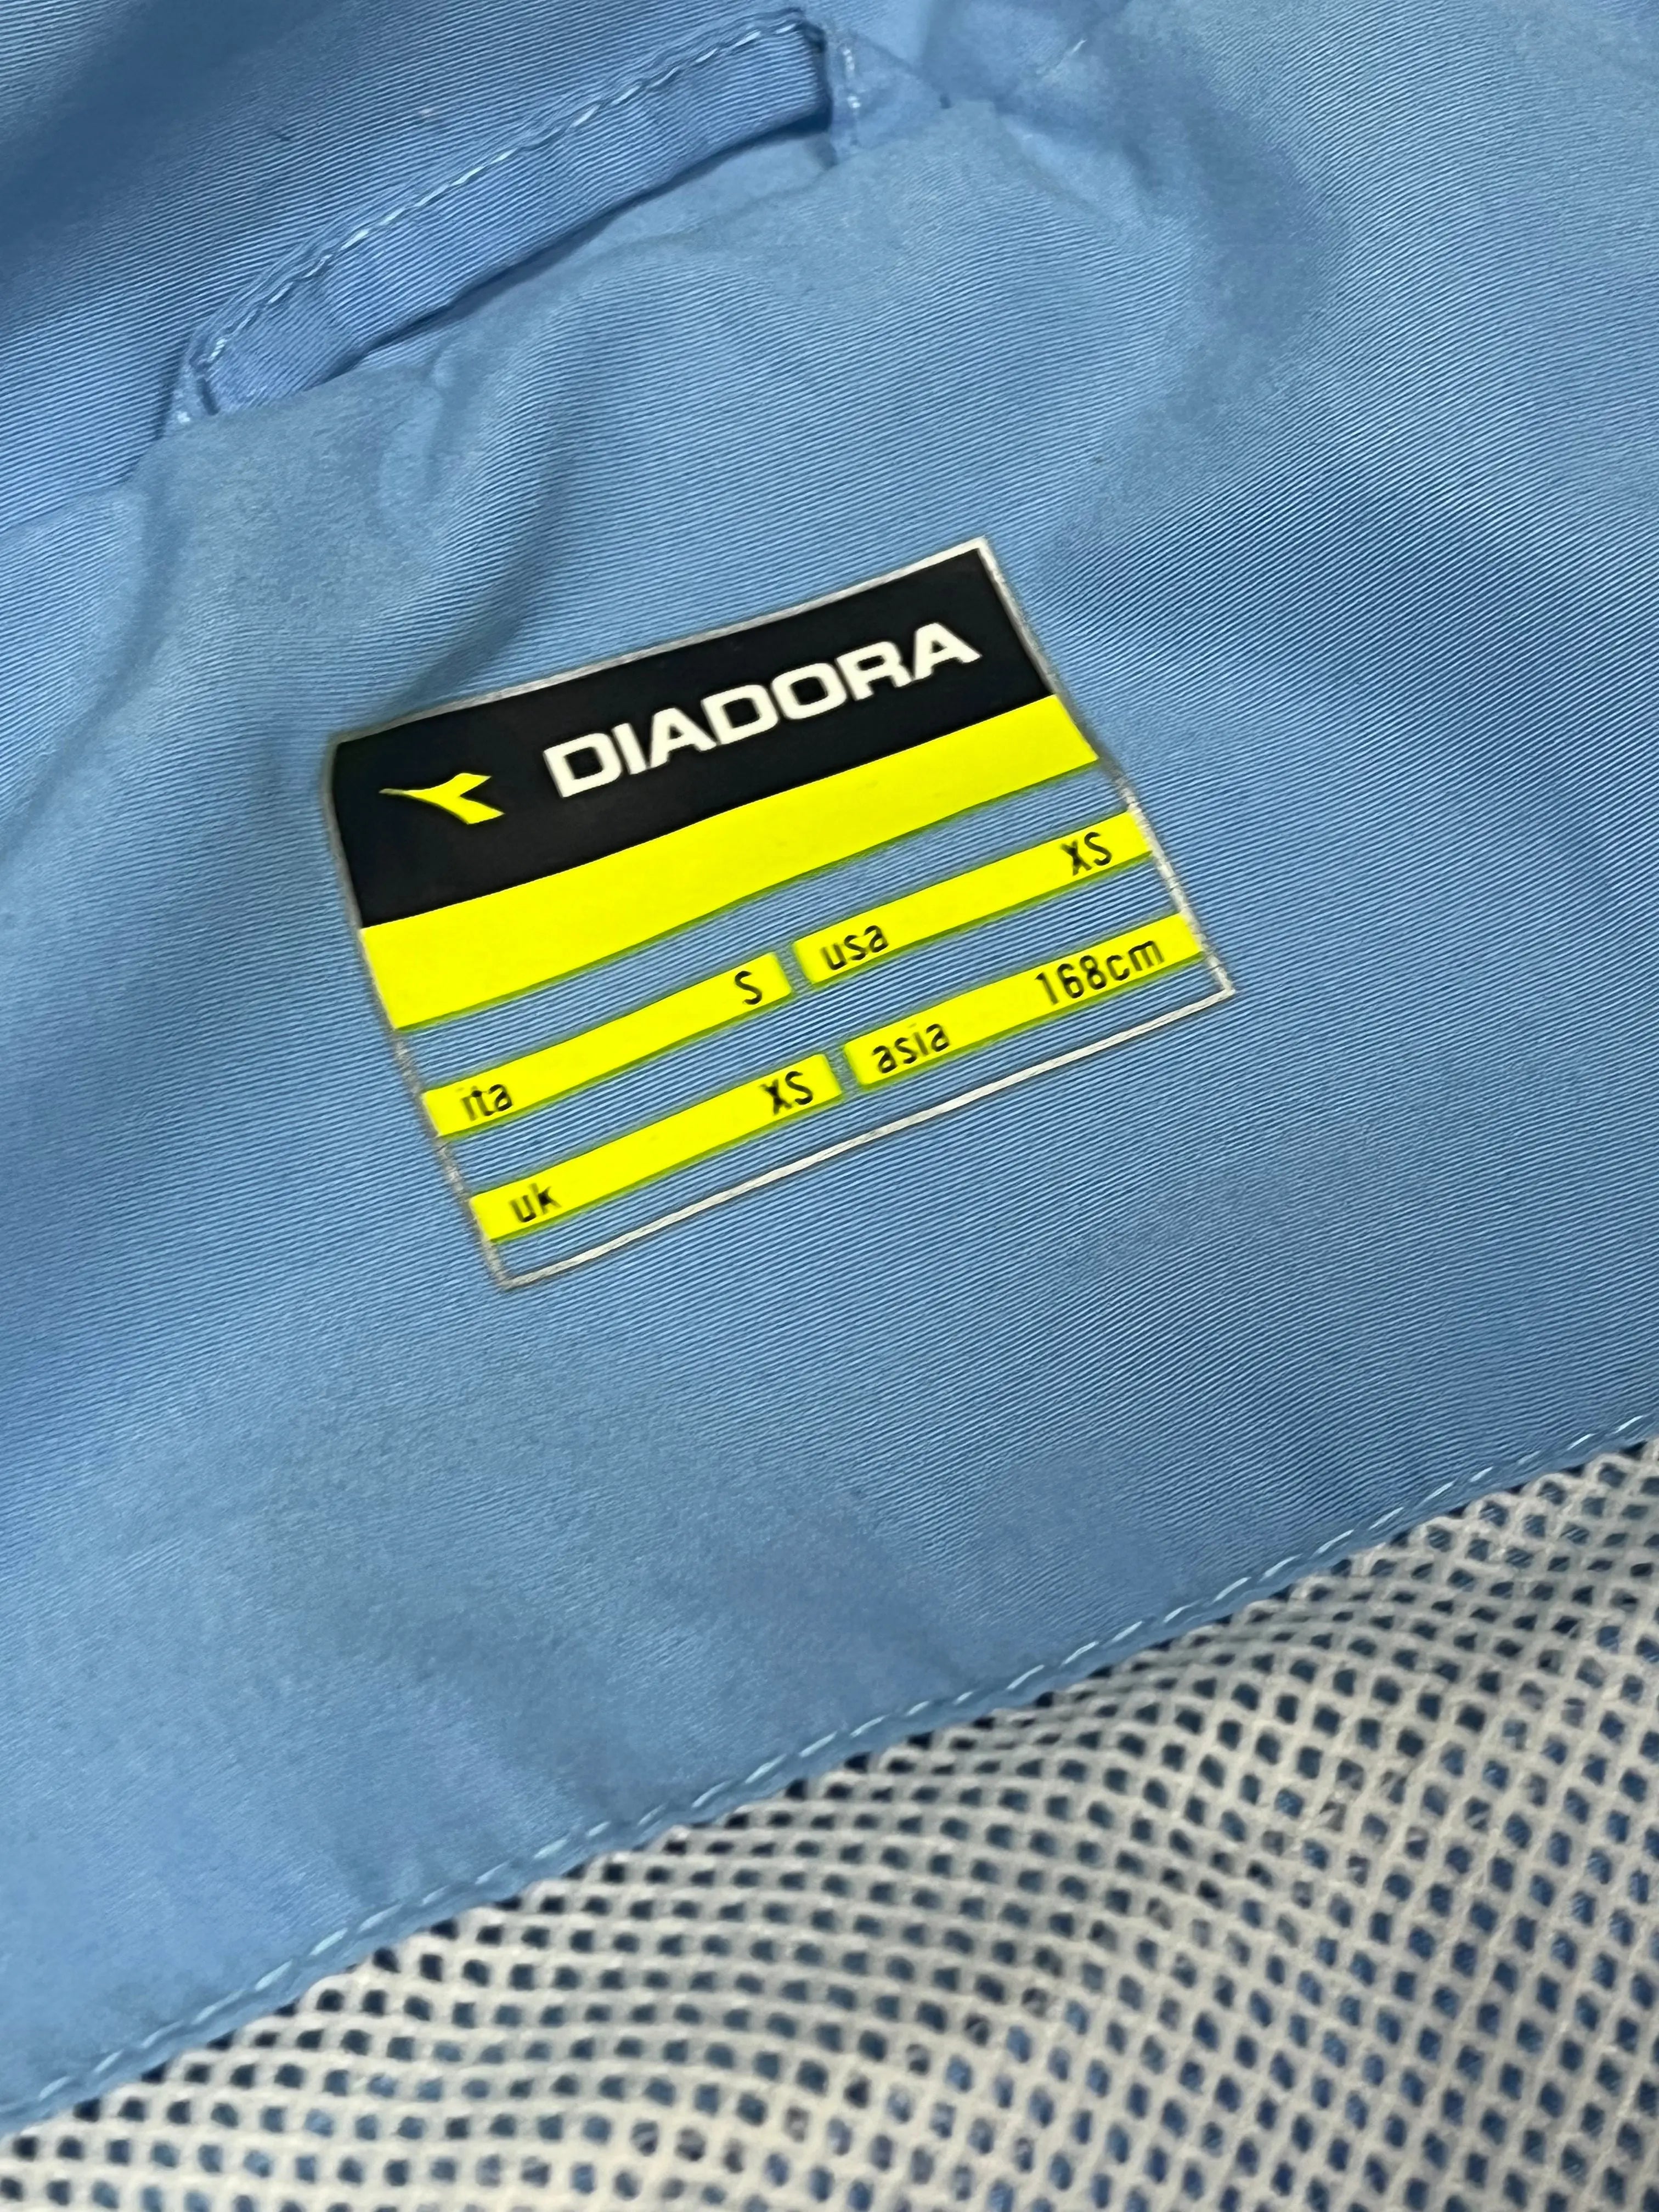 DIADORA
ita S usa XS
uk XS asia 168cm